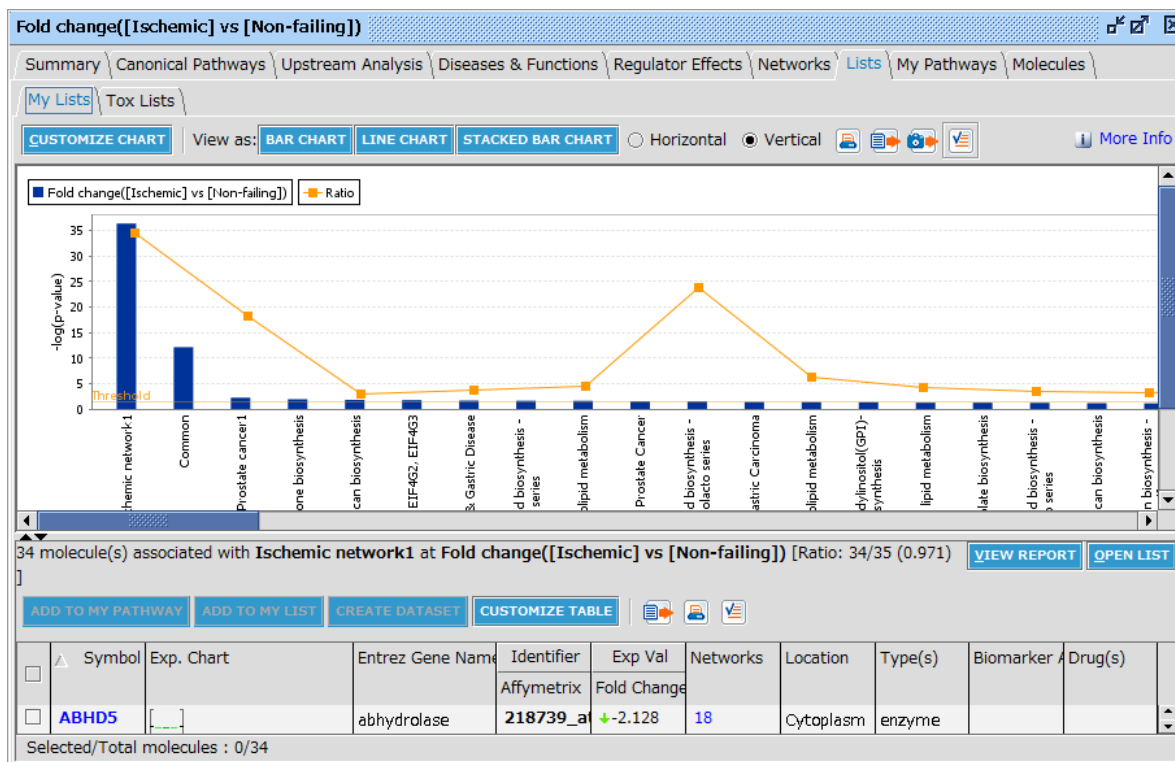 Fold change([Ischemic] vs [Non-failing])
Summary Canonical Pathways Upstream Analysis Diseases & Functions Regulator Effects Networks Lists My Pathways Molecules
My Lists Tox Lists
CUSTOMIZE CHART View as: BAR CHART LINE CHART STACKED BAR CHART Horizontal Vertical More Info
Fold change([Ischemic] vs [Non-failing]) Ratio
-log(p-value)
35
30
25
20
15
10
5
0
Threshold
chemic network1
Common
Prostate cancer1
one biosynthesis
can biosynthesis
EIF4G2, EIF4G3
& Gastric Disease
d biosynthesis -
series
olipid metabolism
Prostate Cancer
d biosynthesis -
olacto series
astric Carcinoma
olipid metabolism
dylinositol(GPI)-
synthesis
lipid metabolism
olate biosynthesis
d biosynthesis -
o series
can biosynthesis
n biosynthesis -
34 molecule(s) associated with Ischemic network1 at Fold change([Ischemic] vs [Non-failing]) [Ratio: 34/35 (0.971)
]
VIEW REPORT OPEN LIST
ADD TO MY PATHWAY ADD TO MY LIST CREATE DATASET CUSTOMIZE TABLE
Symbol Exp. Chart Entrez Gene Name Identifier Exp Val Networks Location Type(s) Biomarker A Drug(s)
Affymetrix Fold Change
ABHD5 [___] abhydrolase 218739_at -2.128 18 Cytoplasm enzyme
Selected/Total molecules : 0/34